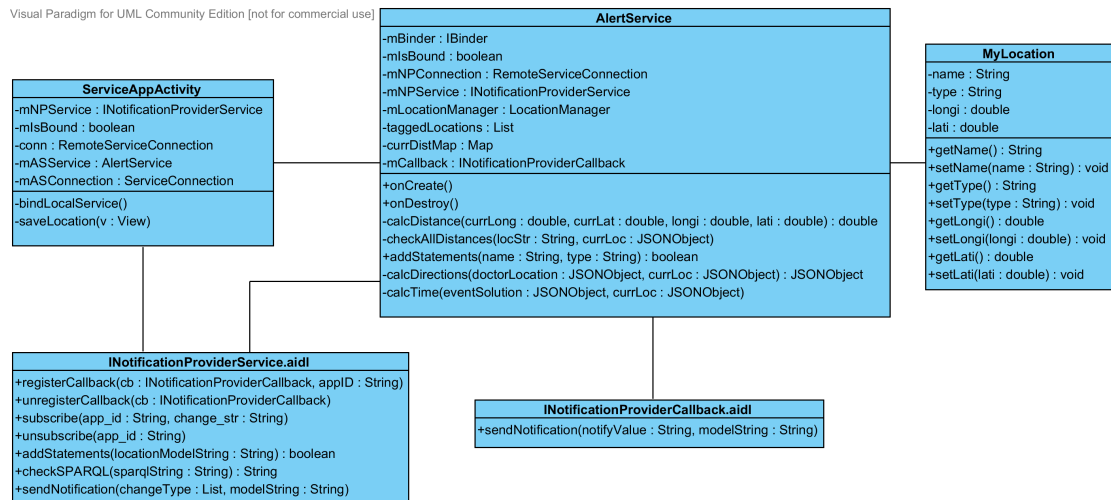 Visual Paradigm for UML Community Edition [not for commercial use]
AlertService
-mBinder : IBinder
-mIsBound : boolean
-mNPConnection : RemoteServiceConnection
-mNPService : INotificationProviderService
-mLocationManager : LocationManager
-taggedLocations : List
-currDistMap : Map
-mCallback : INotificationProviderCallback
+onCreate()
+onDestroy()
-calcDistance(currLong : double, currLat : double, longi : double, lati : double) : double
-checkAllDistances(locStr : String, currLoc : JSONObject)
+addStatements(name : String, type : String) : boolean
-calcDirections(doctorLocation : JSONObject, currLoc : JSONObject) : JSONObject
-calcTime(eventSolution : JSONObject, currLoc : JSONObject)
MyLocation
-name : String
-type : String
-longi : double
-lati : double
+getName() : String
+setName(name : String) : void
+getType() : String
+setType(type : String) : void
+getLongi() : double
+setLongi(longi : double) : void
+getLati() : double
+setLati(lati : double) : void
ServiceAppActivity
-mNPService : INotificationProviderService
-mIsBound : boolean
-conn : RemoteServiceConnection
-mASService : AlertService
-mASConnection : ServiceConnection
-bindLocalService()
-saveLocation(v : View)
INotificationProviderService.aidl
+registerCallback(cb : INotificationProviderCallback, appID : String)
+unregisterCallback(cb : INotificationProviderCallback)
+subscribe(app_id : String, change_str : String)
+unsubscribe(app_id : String)
+addStatements(locationModelString : String) : boolean
+checkSPARQL(sparqlString : String) : String
+sendNotification(changeType : List, modelString : String)
INotificationProviderCallback.aidl
+sendNotification(notifyValue : String, modelString : String)